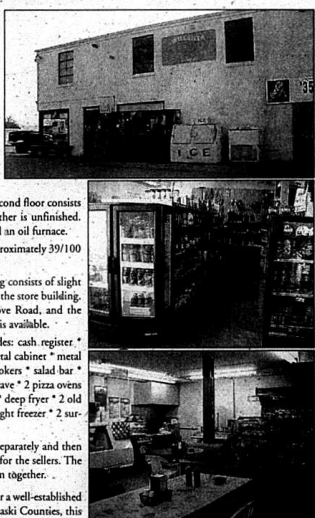 ICE
cond floor consists
ther is unfinished.
l an oil furnace.
roximately 39/100
g consists of slight
the store building.
ve Road, and the
is available.
des: cash register *
tal cabinet * metal
okers * salad bar *
ave * 2 pizza ovens
* deep fryer * 2 old
ght freezer * 2 sur-
eparately and then
for the sellers. The
n together.
r a well-established
aski Counties, this